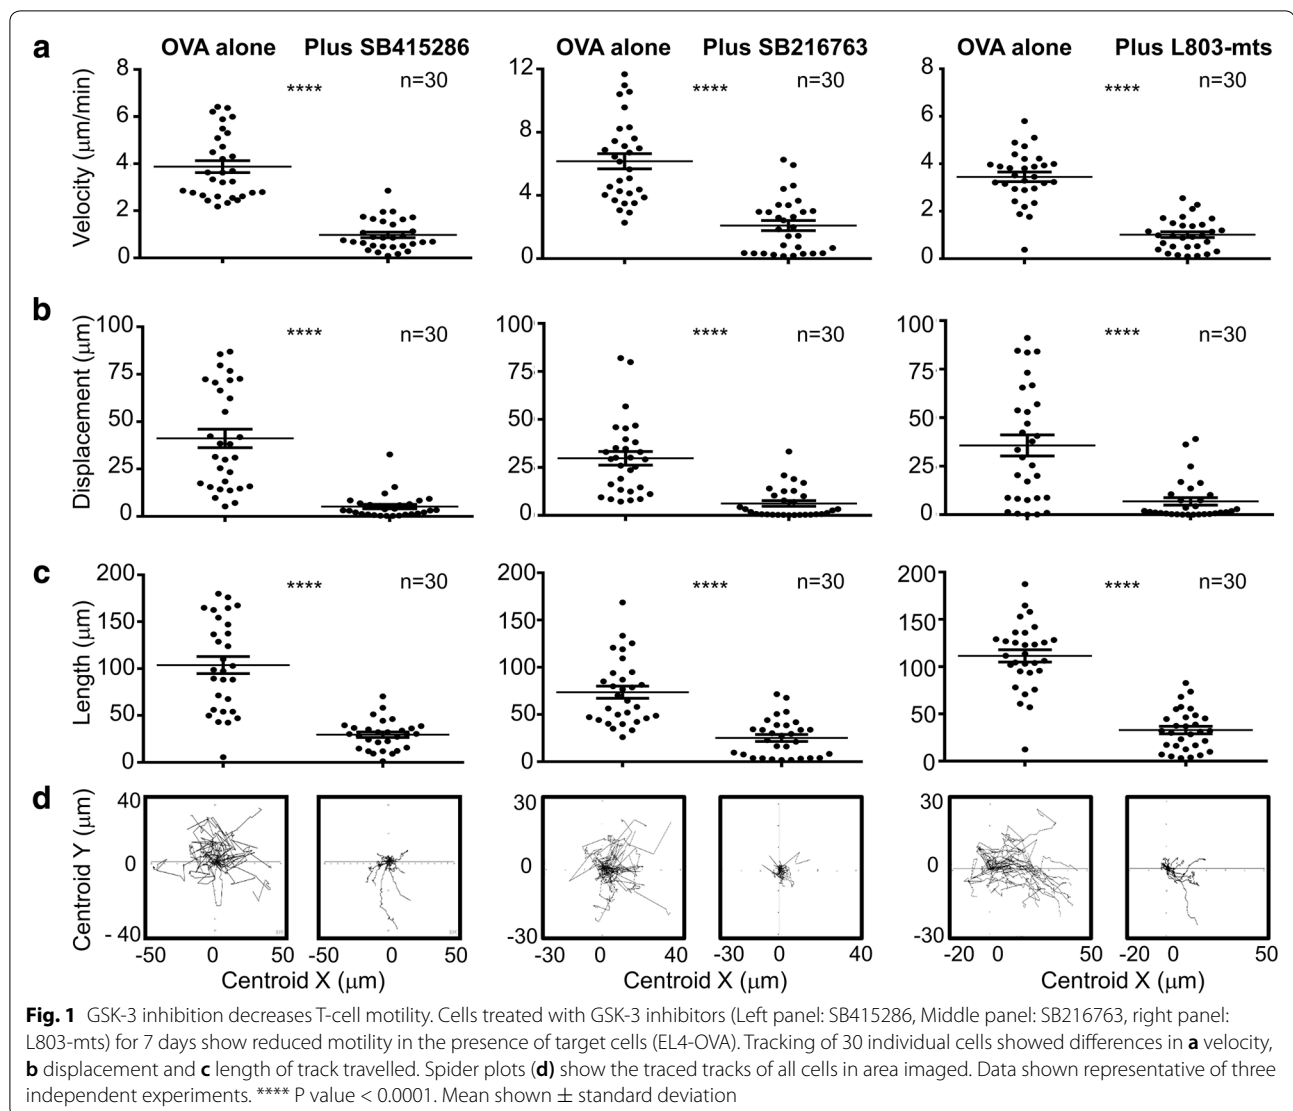 a
OVA alone Plus SB415286 OVA alone Plus SB216763 OVA alone Plus L803-mts
Velocity (μm/min)
8 **** n=30 12 **** n=30 8 **** n=30
6 8 6
4 4
2 4 2
0 0 0
b
Displacement (μm)
100 **** n=30 100 **** n=30 100 **** n=30
75 75 75
50 50 50
25 25 25
0 0 0
c
Length (μm)
200 **** n=30 200 **** n=30 200 **** n=30
150 150 150
100 100 100
50 50 50
0 0 0
d
Centroid Y (μm)
40 30 30
0 0 0
- 40 -30 -30
-50 0 50 -50 0 50 -30 0 40 -30 0 40 -20 0 50 -20 0 50
Centroid X (μm) Centroid X (μm) Centroid X (μm)
Fig. 1 GSK-3 inhibition decreases T-cell motility. Cells treated with GSK-3 inhibitors (Left panel: SB415286, Middle panel: SB216763, right panel:
L803-mts) for 7 days show reduced motility in the presence of target cells (EL4-OVA). Tracking of 30 individual cells showed differences in a velocity,
b displacement and c length of track travelled. Spider plots (d) show the traced tracks of all cells in area imaged. Data shown representative of three
independent experiments. **** P value < 0.0001. Mean shown ± standard deviation